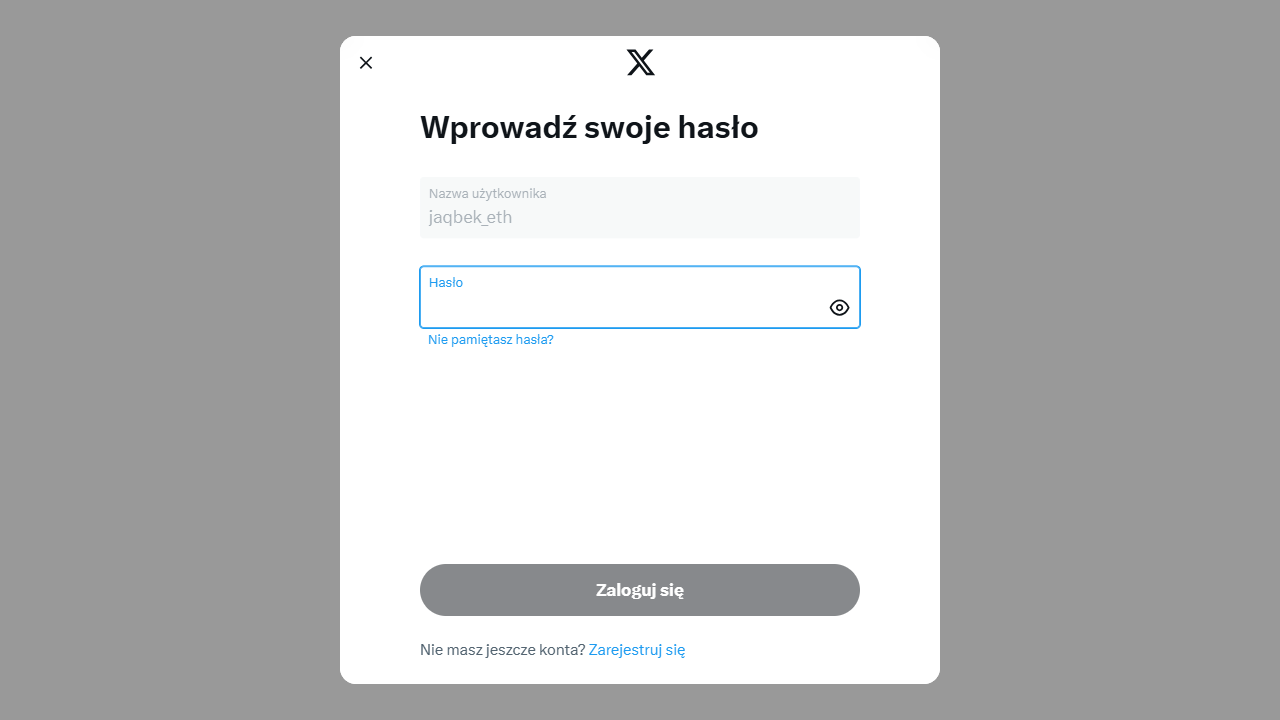 Wprowadź swoje hasło
Nazwa użytkownika
jaqbek_eth
Hasło
Nie pamiętasz hasła?
Zaloguj się
Nie masz jeszcze konta? Zarejestruj się